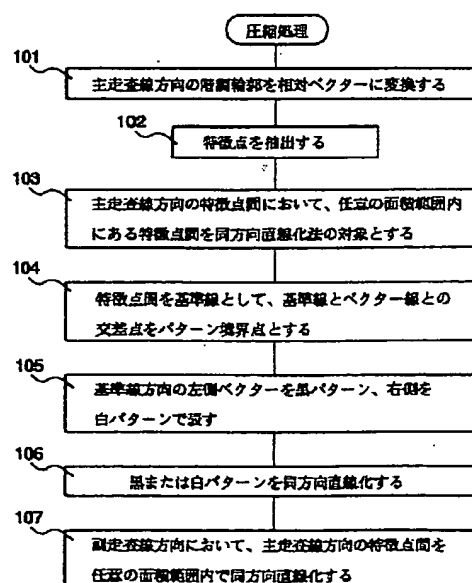 圧縮処理
101
主走査線方向の階調輪郭を相対ベクターに変換する
102
特徴点を抽出する
103
主走査線方向の特徴点間において、任意の面積範囲内
にある特徴点間を同方向直線化法の対象とする
104
特徴点間を基準線として、基準線とベクター線との
交差点をパターン境界点とする
105
基準線方向の左側ベクターを黒パターン、右側を
白パターンで表す
106
黒または白パターンを同方向直線化する
107
副走査線方向において、主走査線方向の特徴点間を
任意の面積範囲内で同方向直線化する